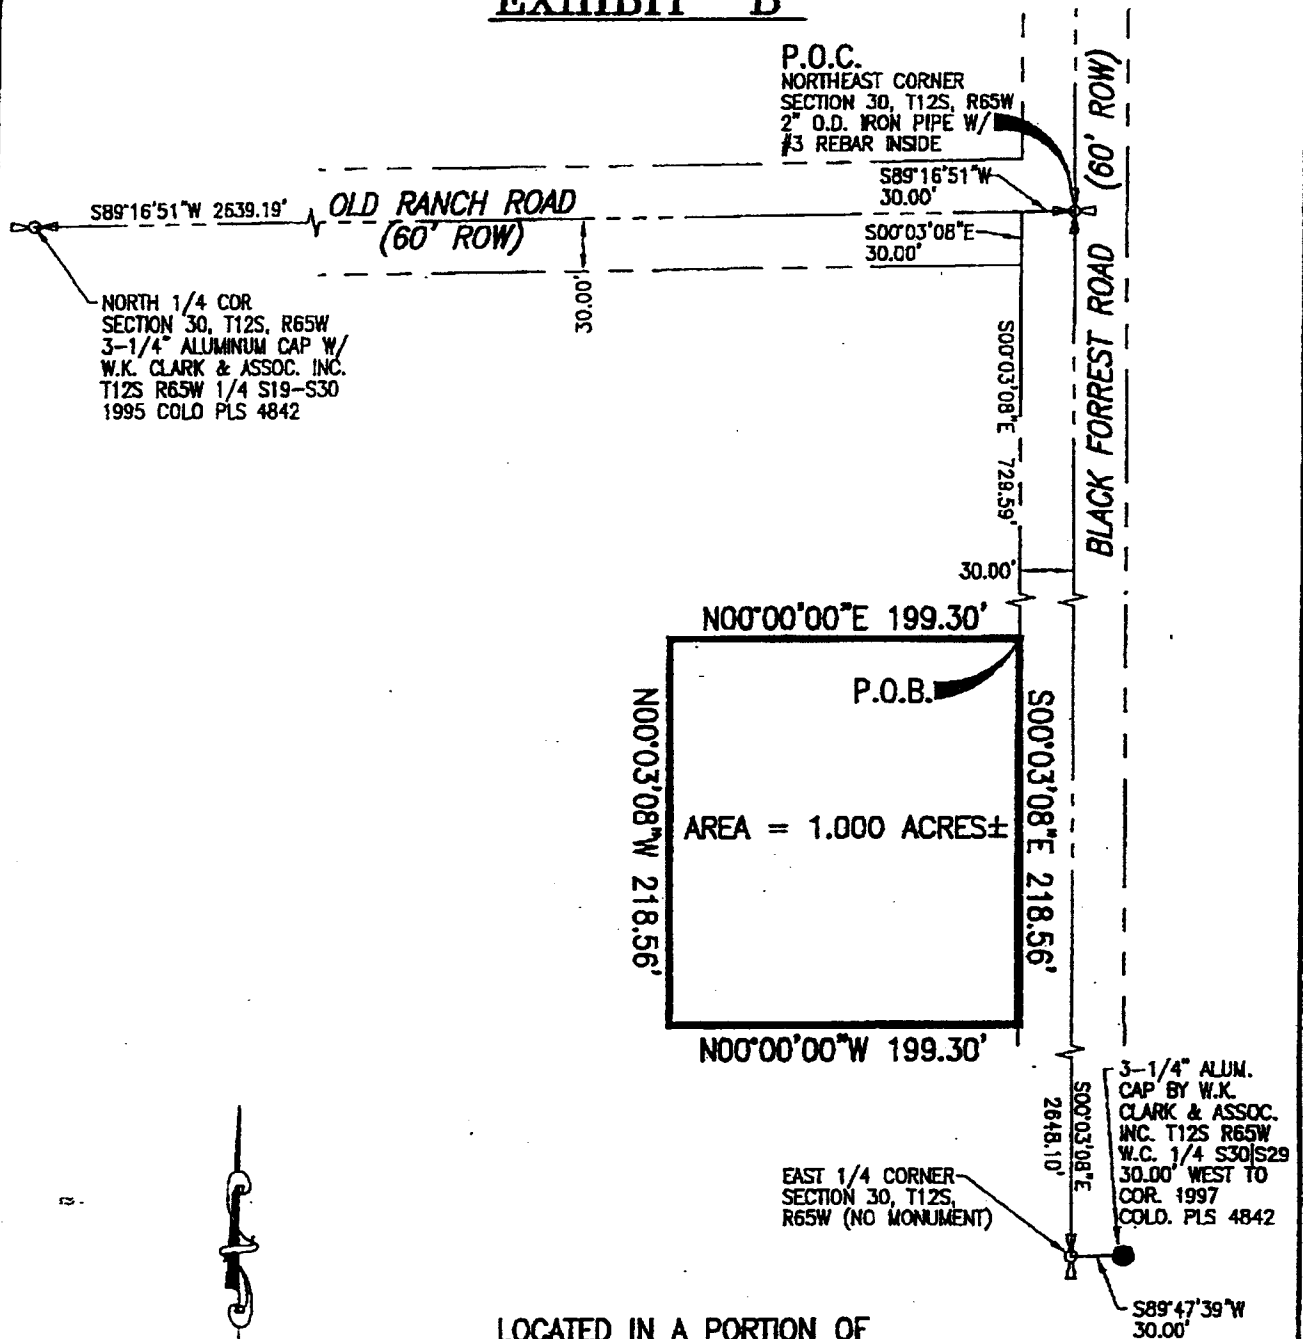 EXHIBIT "B"
P.O.C.
NORTHEAST CORNER
SECTION 30, T12S, R65W
2" O.D. IRON PIPE W/
#3 REBAR INSIDE
(60' ROW)
BLACK FORREST ROAD
S89°16'51"W
30.00'
S00°03'08"E
30.00'
S89°16'51"W 2639.19'
OLD RANCH ROAD
(60' ROW)
30.00'
NORTH 1/4 COR
SECTION 30, T12S, R65W
3-1/4" ALUMINUM CAP W/
W.K. CLARK & ASSOC. INC.
T12S R65W 1/4 S19-S30
1995 COLO PLS 4842
S00°03'08"E 729.59'
30.00'
N00°00'00"E 199.30'
P.O.B.
N00°03'08"W 218.56'
AREA = 1.000 ACRES±
S00°03'08"E 218.56'
N00°00'00"W 199.30'
S00°03'08"E
2648.10'
3-1/4" ALUM.
CAP BY W.K.
CLARK & ASSOC.
INC. T12S R65W
W.C. 1/4 S30|S29
30.00' WEST TO
COR. 1997
COLO. PLS 4842
EAST 1/4 CORNER
SECTION 30, T12S,
R65W (NO MONUMENT)
S89°47'39"W
30.00'
LOCATED IN A PORTION OF